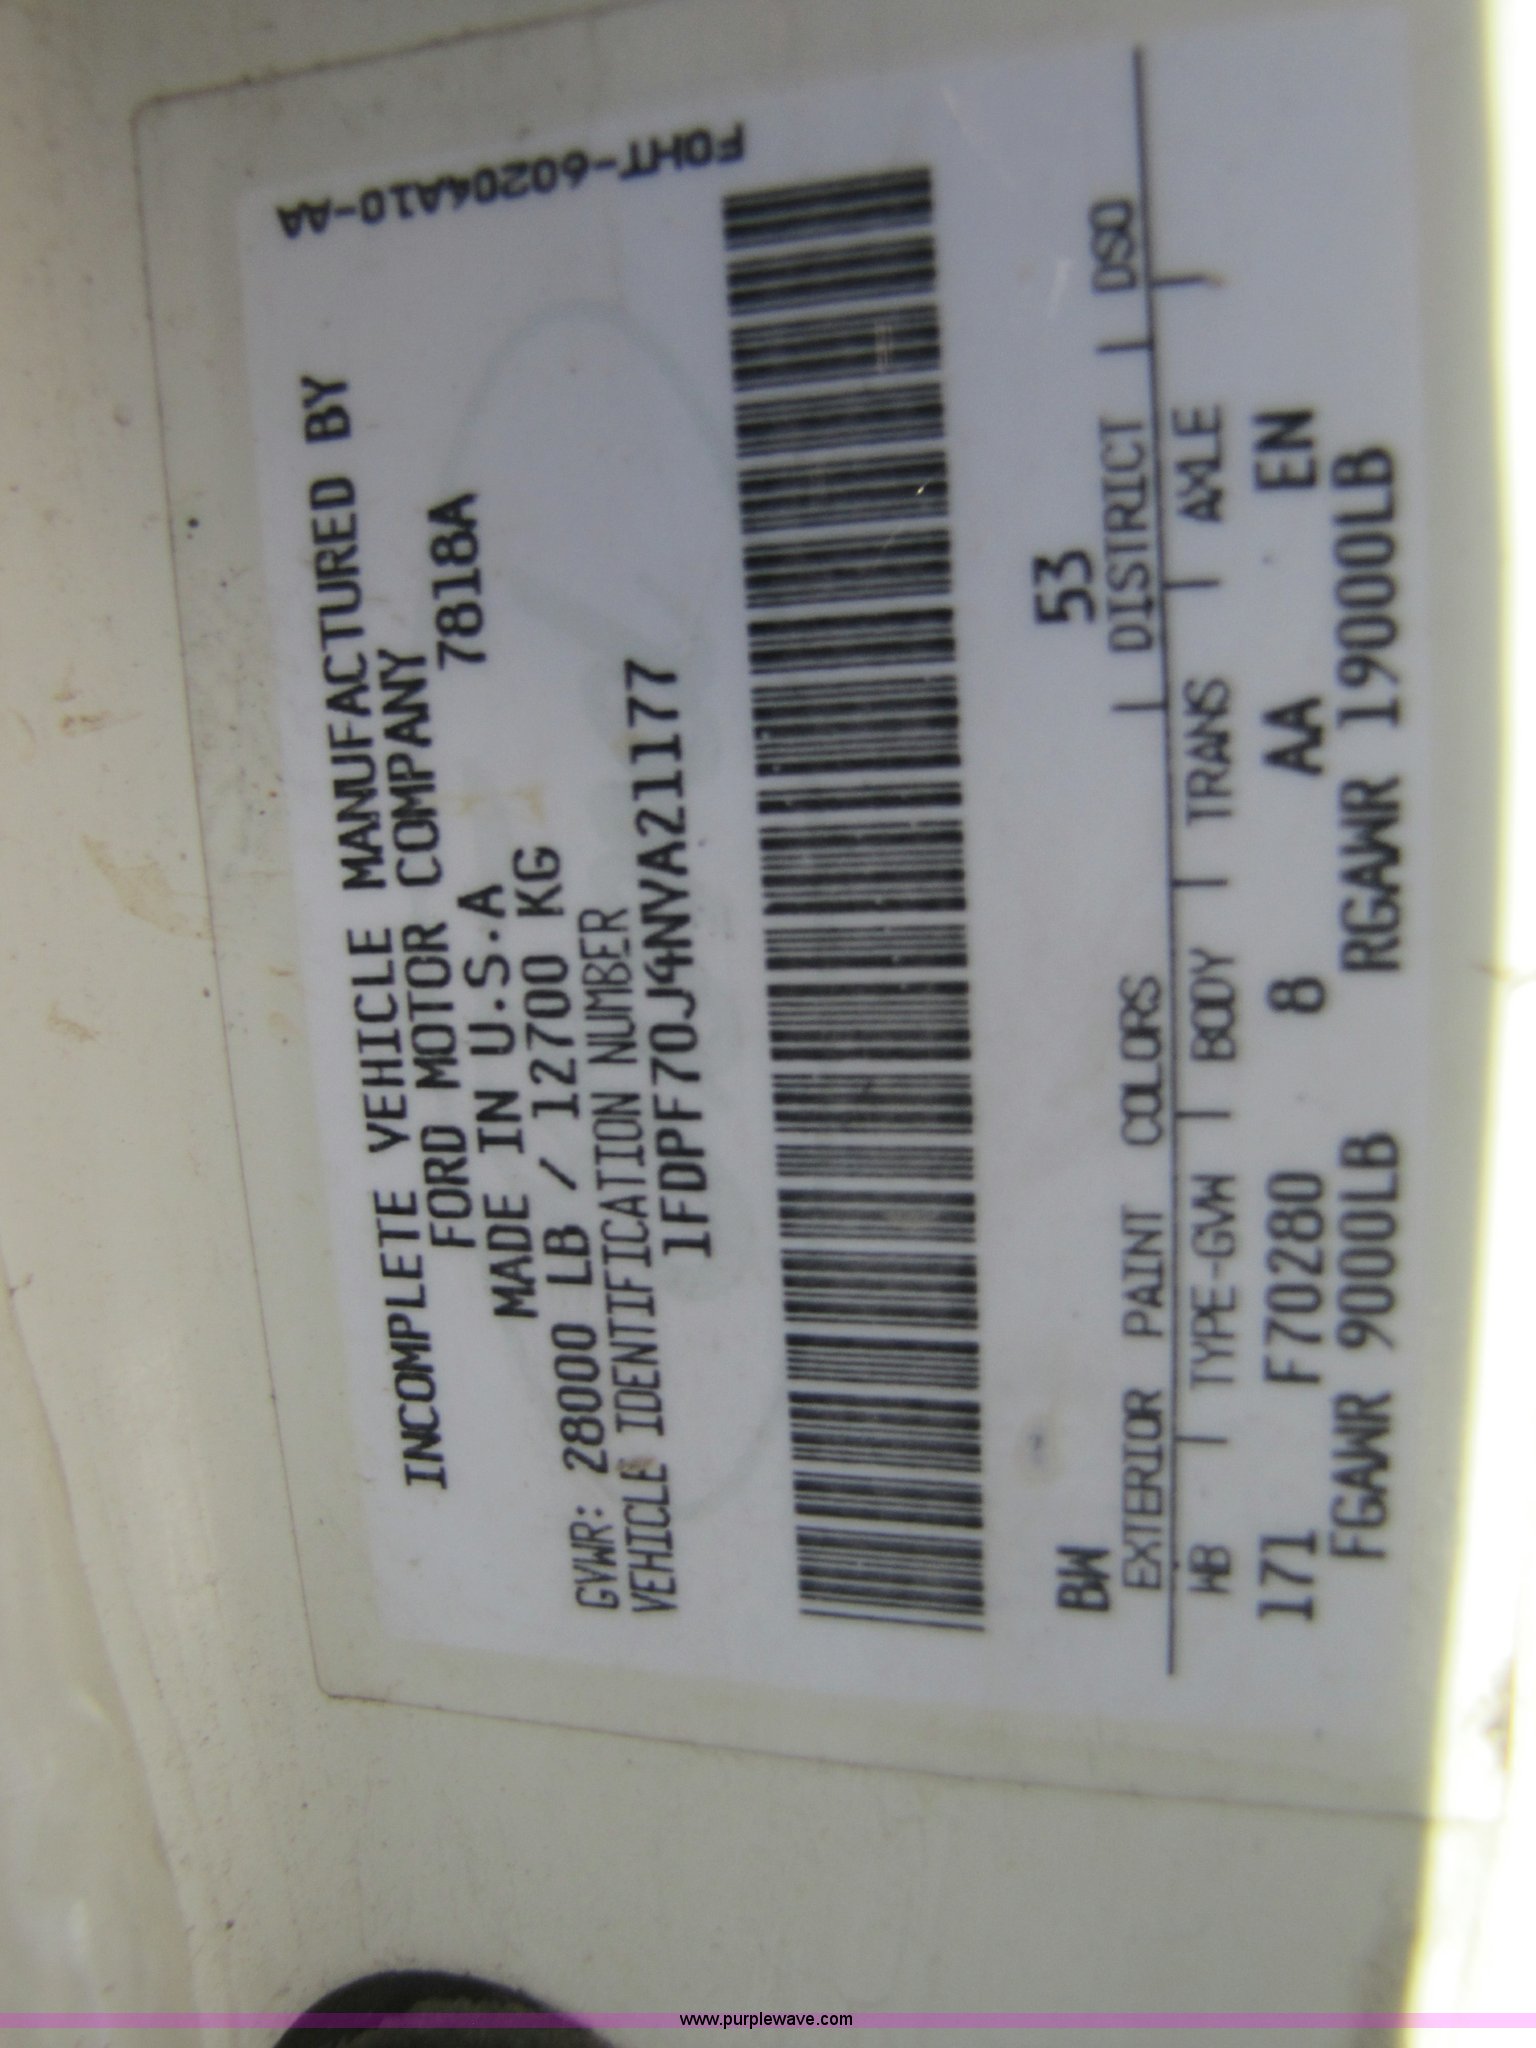 INCOMPLETE VEHICLE MANUFACTURED BY
FORD MOTOR COMPANY
MADE IN U.S.A 7818A
GVWR: 28000 LB / 12700 KG
VEHICLE IDENTIFICATION NUMBER
1FDPF70J4NVA21177
F0HT-60204A10-AA
BW 53
EXTERIOR PAINT COLORS DISTRICT DSO
WB TYPE-GVW BODY TRANS AXLE
171 F70280 8 AA EN
FGAWR 9000LB RGAWR 19000LB
www.purplewave.com